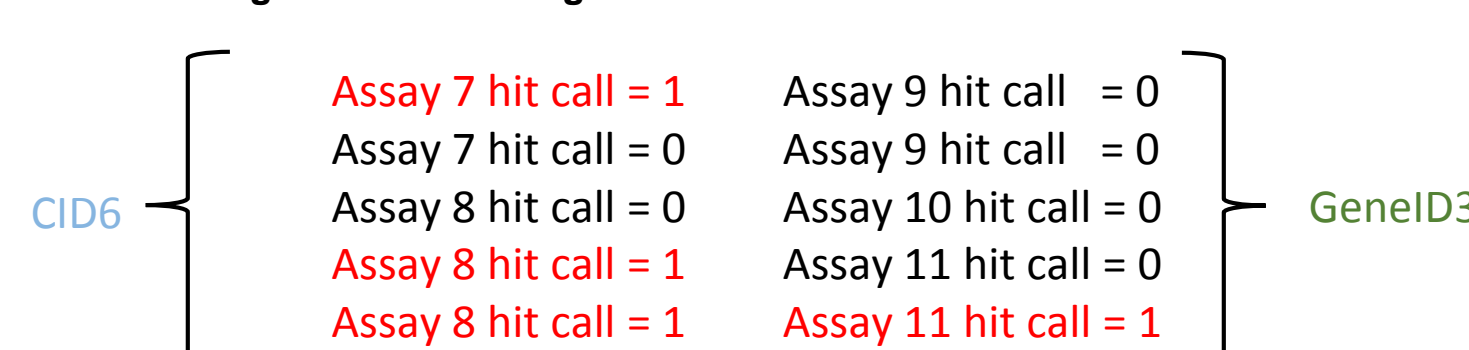 Assay 7 hit call = 1 Assay 9 hit call = 0
Assay 7 hit call = 0 Assay 9 hit call = 0
CID6 Assay 8 hit call = 0 Assay 10 hit call = 0 GeneID3
Assay 8 hit call = 1 Assay 11 hit call = 0
Assay 8 hit call = 1 Assay 11 hit call = 1